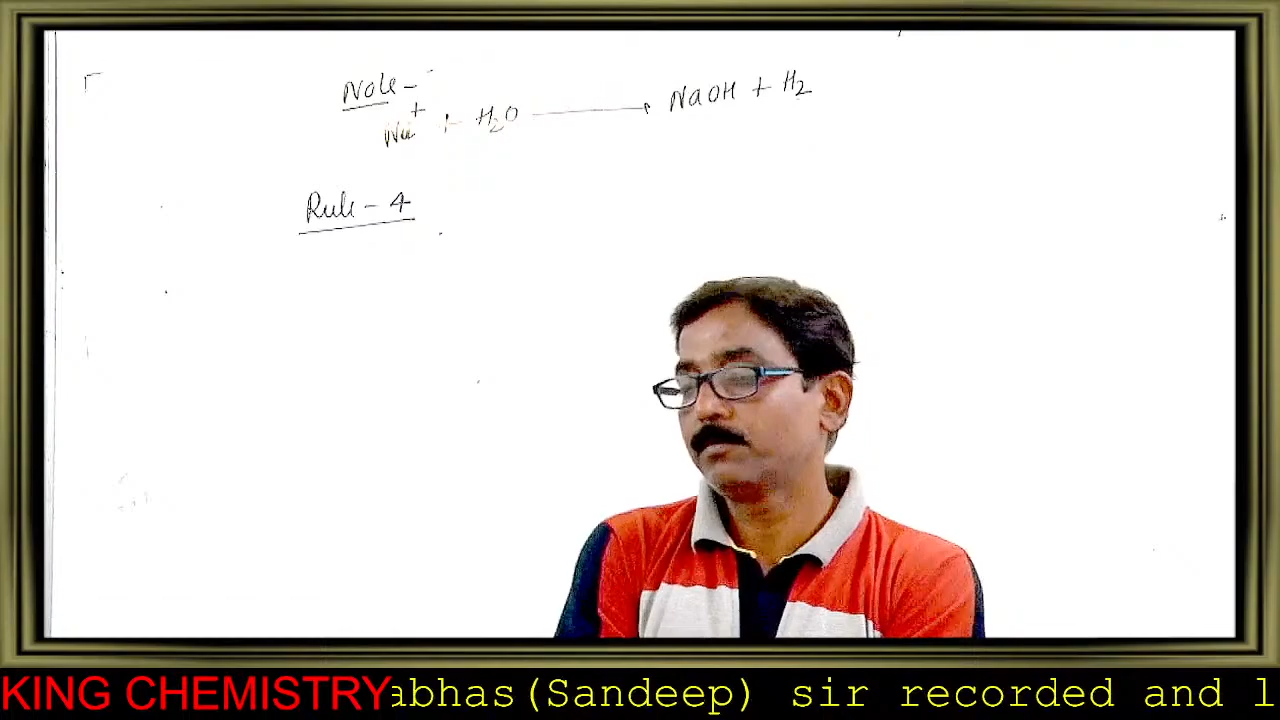 Note -
Na⁺ + H₂O ⟶ NaOH + H₂
Rule - 4
KING CHEMISTRY abhas(Sandeep) sir recorded and l